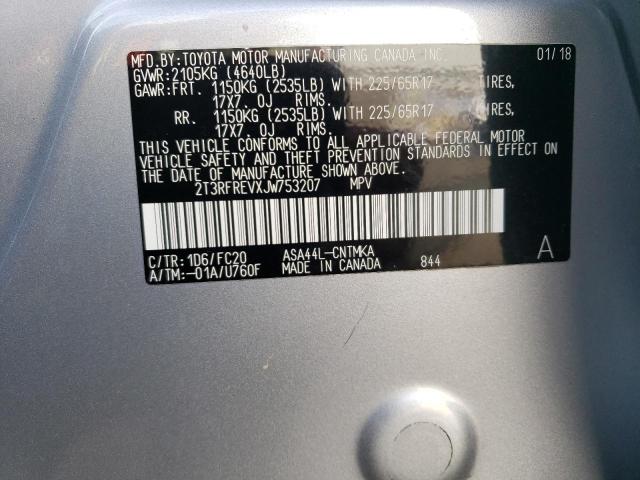 MFD.BY:TOYOTA MOTOR MANUFACTURING CANADA INC. 01/18
GVWR:2105KG (4640LB)
GAWR:FRT. 1150KG (2535LB) WITH 225/65R17 TIRES,
17X7.0J RIMS.
RR. 1150KG (2535LB) WITH 225/65R17 TIRES,
17X7.0J RIMS.
THIS VEHICLE CONFORMS TO ALL APPLICABLE FEDERAL MOTOR
VEHICLE SAFETY AND THEFT PREVENTION STANDARDS IN EFFECT ON
THE DATE OF MANUFACTURE SHOWN ABOVE.
2T3RFREVXJW753207 MPV
C/TR:1D6/FC20 ASA44L-CNTMKA A
A/TM:-01A/U760F MADE IN CANADA 844